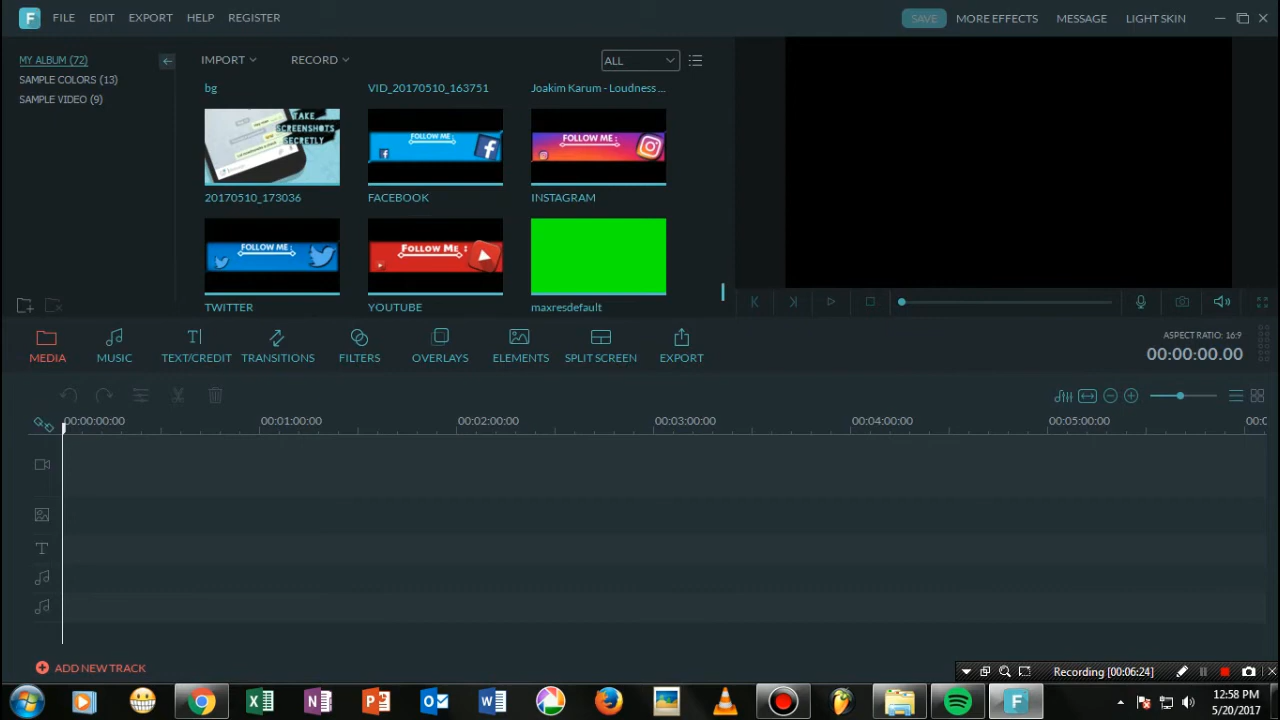 F FILE EDIT EXPORT HELP REGISTER SAVE MORE EFFECTS MESSAGE LIGHT SKIN
MY ALBUM (72)
SAMPLE COLORS (13)
SAMPLE VIDEO (9)
IMPORT RECORD ALL
bg VID_20170510_163751 Joakim Karum - Loudness ...
TAKE
SCREENSHOTS
SECRETLY
FOLLOW ME :
FOLLOW ME :
20170510_173036 FACEBOOK INSTAGRAM
FOLLOW ME :
FOLLOW ME :
TWITTER YOUTUBE maxresdefault
MEDIA MUSIC TEXT/CREDIT TRANSITIONS FILTERS OVERLAYS ELEMENTS SPLIT SCREEN EXPORT
ASPECT RATIO: 16:9
00:00:00.00
00:00:00:00 00:01:00:00 00:02:00:00 00:03:00:00 00:04:00:00 00:05:00:00 00:0
ADD NEW TRACK
Recording [00:06:24]
12:58 PM
5/20/2017